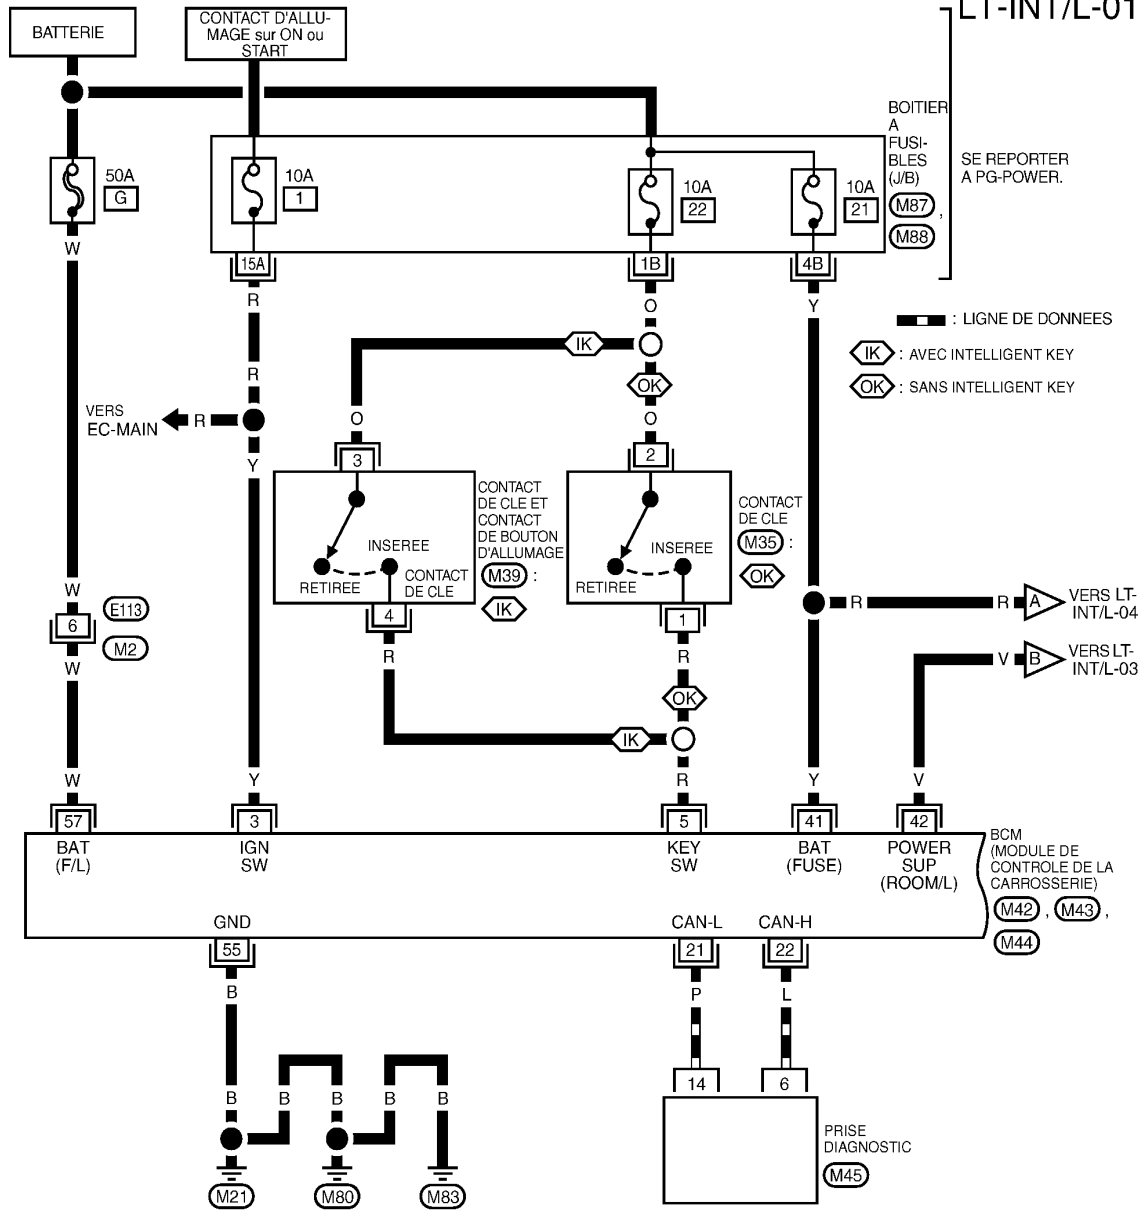 LT-INT/L-01
BATTERIE
CONTACT D'ALLU-
MAGE sur ON ou
START
BOITIER
A
FUSI-
BLES
(J/B)
M87 ,
M88
SE REPORTER
A PG-POWER.
50A
G
10A
1
10A
22
10A
21
W
15A
1B
4B
R
O
Y
: LIGNE DE DONNEES
IK : AVEC INTELLIGENT KEY
OK : SANS INTELLIGENT KEY
IK
OK
R
VERS
EC-MAIN
R
O
O
Y
3
2
CONTACT
DE CLE ET
CONTACT
DE BOUTON
D'ALLUMAGE
M39 :
IK
INSEREE
RETIREE
CONTACT
DE CLE
CONTACT
DE CLE
M35 :
OK
INSEREE
RETIREE
W
E113
6
M2
W
4
1
R
R
R
R
A
VERS LT-
INT/L-04
V
B
VERS LT-
INT/L-03
OK
IK
W
Y
R
Y
V
57
3
5
41
42
BAT
(F/L)
IGN
SW
KEY
SW
BAT
(FUSE)
POWER
SUP
(ROOM/L)
BCM
(MODULE DE
CONTROLE DE LA
CARROSSERIE)
M42 , M43 ,
M44
GND
CAN-L
CAN-H
55
21
22
B
P
L
14
6
B
B
B
B
B
PRISE
DIAGNOSTIC
M45
M21
M80
M83